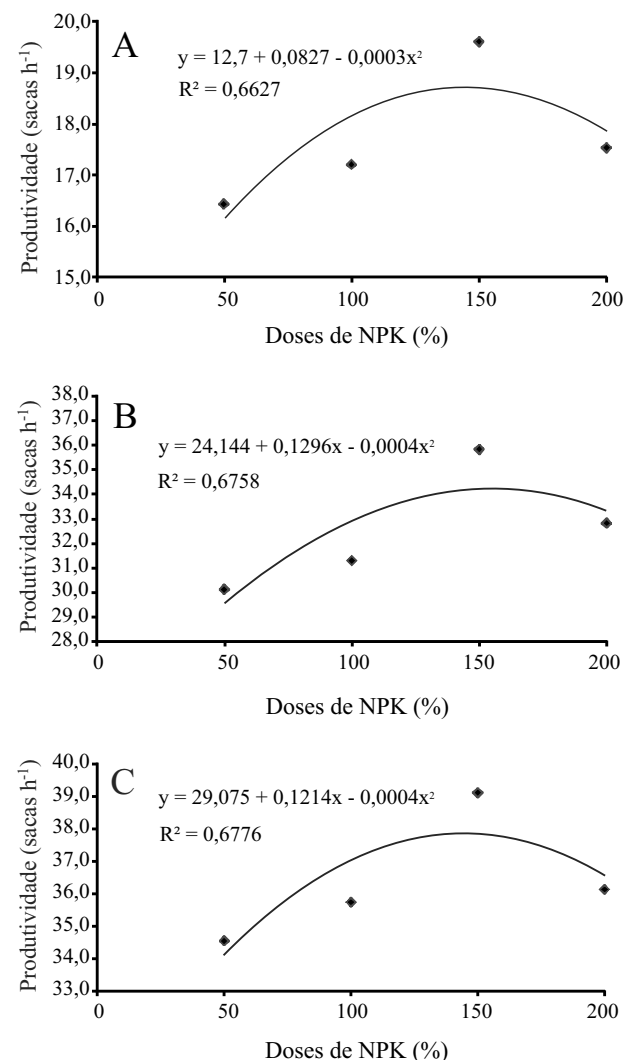 A
y = 12,7 + 0,0827 - 0,0003x²
R² = 0,6627
Produtividade (sacas h⁻¹)
20,0
19,0
18,0
17,0
16,0
15,0
0 50 100 150 200
Doses de NPK (%)
B
y = 24,144 + 0,1296x - 0,0004x²
R² = 0,6758
Produtividade (sacas h⁻¹)
38,0
37,0
36,0
35,0
34,0
33,0
32,0
31,0
30,0
29,0
28,0
0 50 100 150 200
Doses de NPK (%)
C
y = 29,075 + 0,1214x - 0,0004x²
R² = 0,6776
Produtividade (sacas h⁻¹)
40,0
39,0
38,0
37,0
36,0
35,0
34,0
33,0
0 50 100 150 200
Doses de NPK (%)